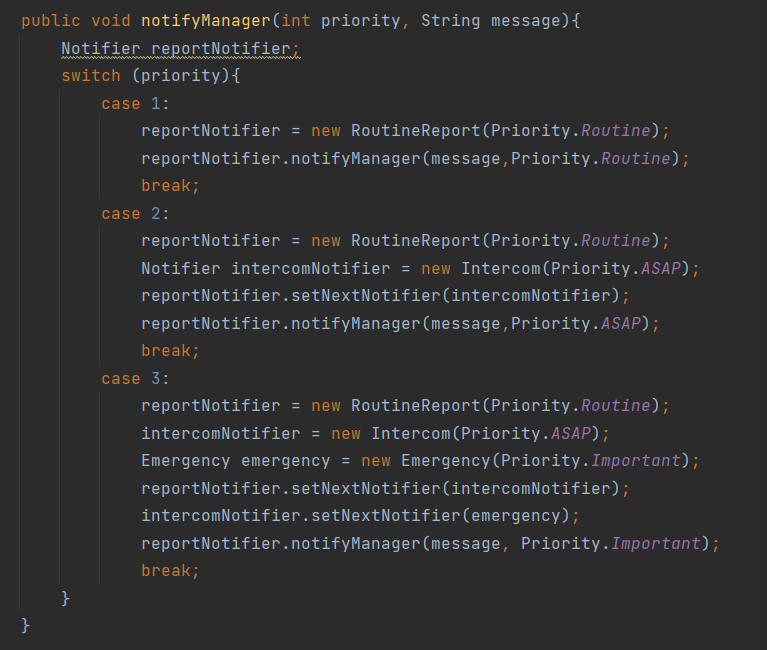 public void notifyManager(int priority, String message){
    Notifier reportNotifier;
    switch (priority){
        case 1:
            reportNotifier = new RoutineReport(Priority.Routine);
            reportNotifier.notifyManager(message,Priority.Routine);
            break;
        case 2:
            reportNotifier = new RoutineReport(Priority.Routine);
            Notifier intercomNotifier = new Intercom(Priority.ASAP);
            reportNotifier.setNextNotifier(intercomNotifier);
            reportNotifier.notifyManager(message,Priority.ASAP);
            break;
        case 3:
            reportNotifier = new RoutineReport(Priority.Routine);
            intercomNotifier = new Intercom(Priority.ASAP);
            Emergency emergency = new Emergency(Priority.Important);
            reportNotifier.setNextNotifier(intercomNotifier);
            intercomNotifier.setNextNotifier(emergency);
            reportNotifier.notifyManager(message, Priority.Important);
            break;
    }
}